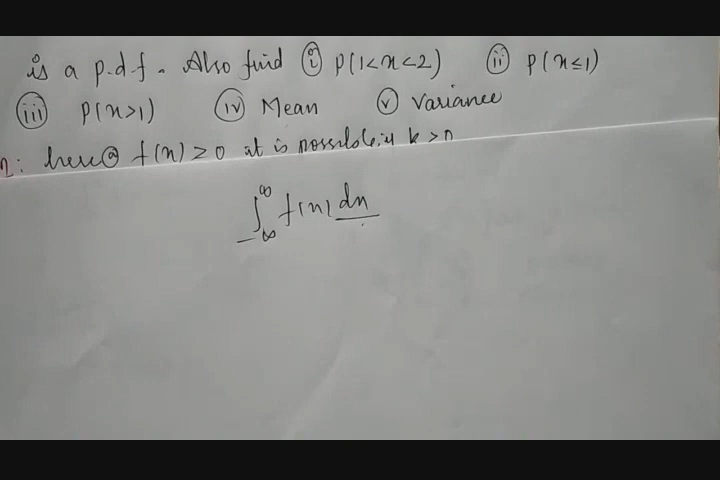 is a p.d.f. Also find (i) P(1<x<2) (ii) P(x≤1)
(iii) P(x>1) (iv) Mean (v) Variance
: here f(x) ≥ 0 it is possible if k >
∫_{-∞}^{∞} f(x) dx